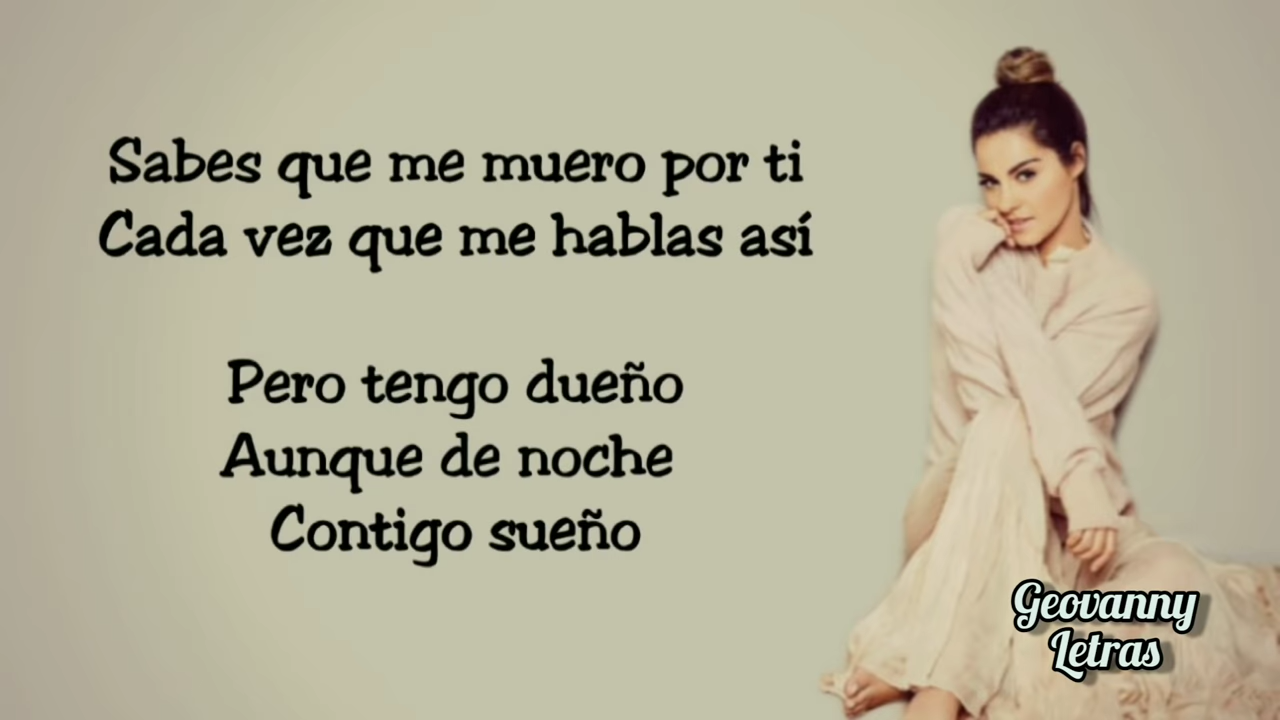 Sabes que me muero por ti
Cada vez que me hablas así
Pero tengo dueño
Aunque de noche
Contigo sueño
Geovanny
Letras